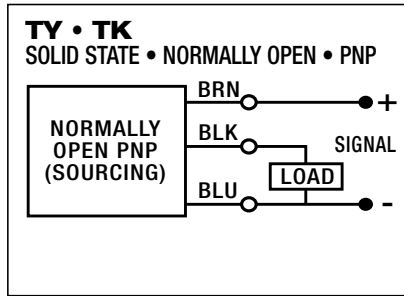 TY • TK
SOLID STATE • NORMALLY OPEN • PNP
BRN
+
NORMALLY
OPEN PNP
(SOURCING)
BLK
SIGNAL
LOAD
BLU
-